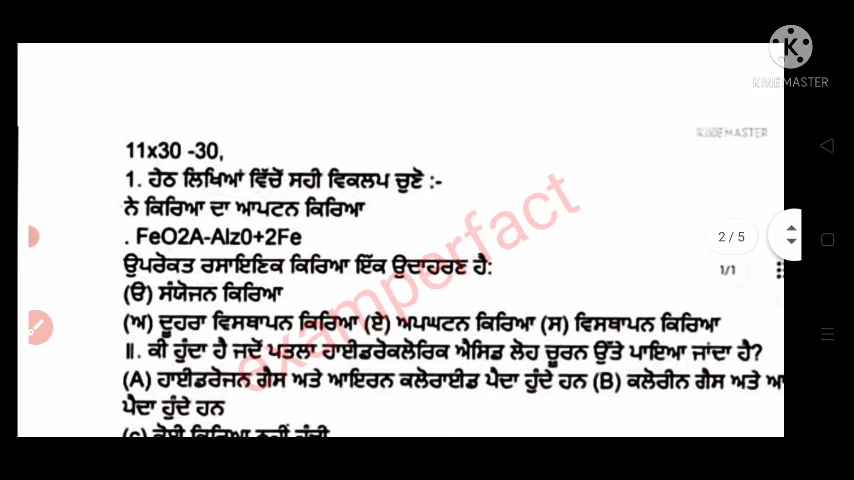 K
KINEMASTER
KINEMASTER
11x30 -30,
1. ਹੇਠ ਲਿਖਿਆਂ ਵਿੱਚੋਂ ਸਹੀ ਵਿਕਲਪ ਚੁਣੋ :-
ਨੇ ਕਿਰਿਆ ਦਾ ਆਪਟਨ ਕਿਰਿਆ
. FeO2A-Alz0+2Fe
2 / 5
ਉਪਰੋਕਤ ਰਸਾਇਣਿਕ ਕਿਰਿਆ ਇੱਕ ਉਦਾਹਰਣ ਹੈ:
1/1
(ੳ) ਸੰਯੋਜਨ ਕਿਰਿਆ
(ਅ) ਦੂਹਰਾ ਵਿਸਥਾਪਨ ਕਿਰਿਆ (ਏ) ਅਪਘਟਨ ਕਿਰਿਆ (ਸ) ਵਿਸਥਾਪਨ ਕਿਰਿਆ
II. ਕੀ ਹੁੰਦਾ ਹੈ ਜਦੋਂ ਪਤਲਾ ਹਾਈਡਰੋਕਲੋਰਿਕ ਐਸਿਡ ਲੋਹ ਚੂਰਨ ਉੱਤੇ ਪਾਇਆ ਜਾਂਦਾ ਹੈ?
(A) ਹਾਈਡਰੋਜਨ ਗੈਸ ਅਤੇ ਆਇਰਨ ਕਲੋਰਾਈਡ ਪੈਦਾ ਹੁੰਦੇ ਹਨ (B) ਕਲੋਰੀਨ ਗੈਸ ਅਤੇ
ਪੈਦਾ ਹੁੰਦੇ ਹਨ
(c) ਕੋਈ ਕਿਰਿਆ ਨਹੀਂ ਹੁੰਦੀ
examperfact